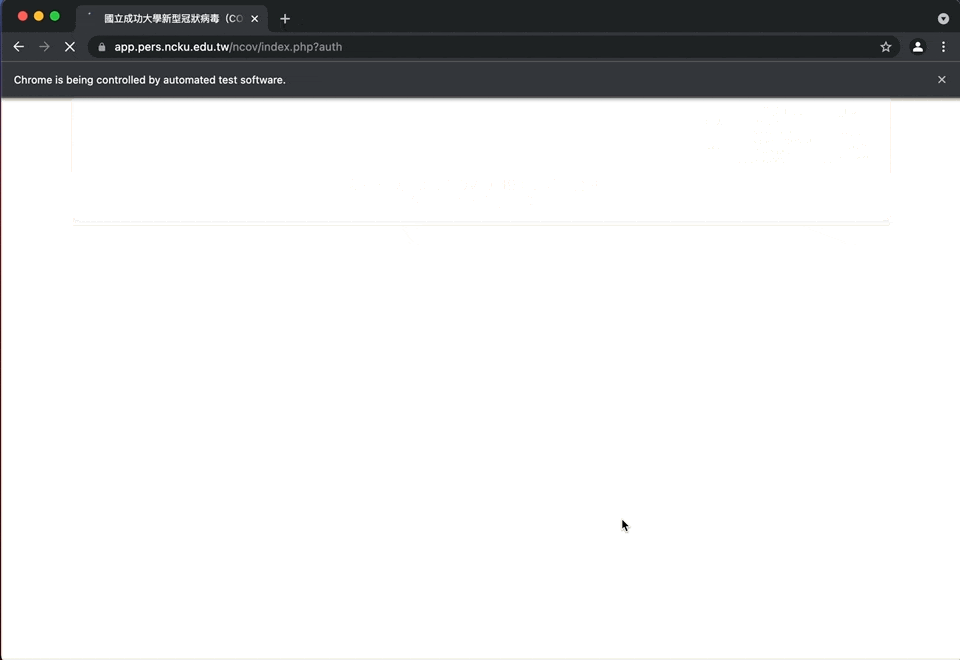 國立成功大學新型冠狀病毒（CO
app.pers.ncku.edu.tw/ncov/index.php?auth
Chrome is being controlled by automated test software.